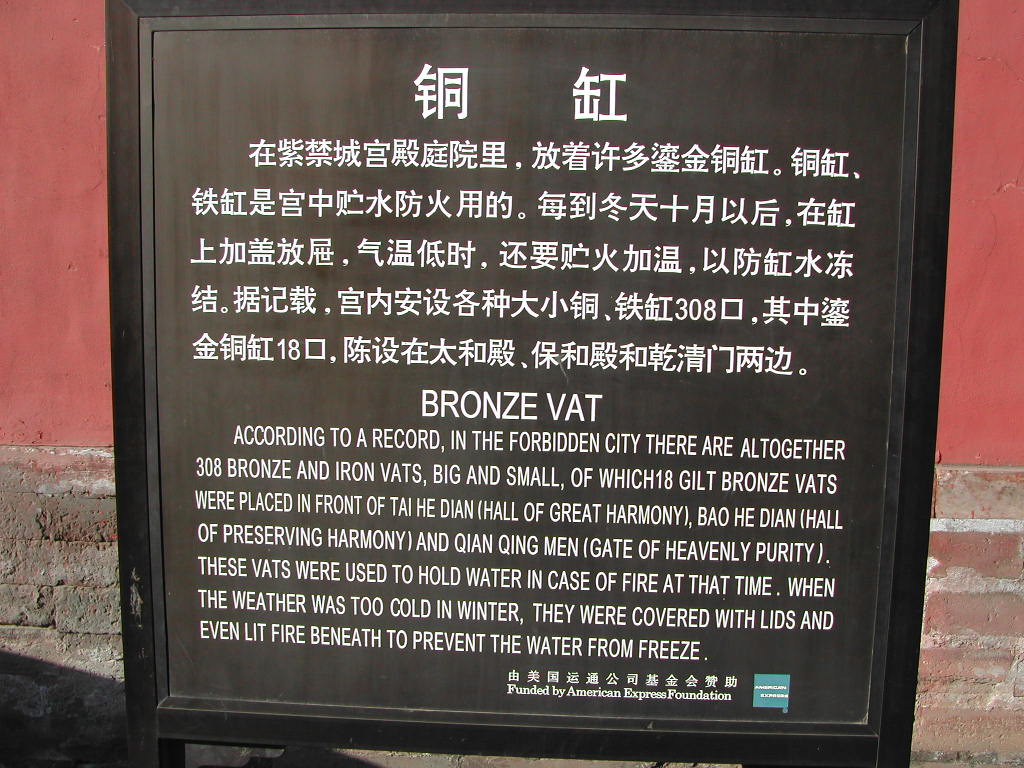 铜 缸
在紫禁城宫殿庭院里，放着许多鎏金铜缸。铜缸、
铁缸是宫中贮水防火用的。每到冬天十月以后，在缸
上加盖放屉，气温低时，还要贮火加温，以防缸水冻
结。据记载，宫内安设各种大小铜、铁缸308口，其中鎏
金铜缸18口，陈设在太和殿、保和殿和乾清门两边。
BRONZE VAT
ACCORDING TO A RECORD, IN THE FORBIDDEN CITY THERE ARE ALTOGETHER
308 BRONZE AND IRON VATS, BIG AND SMALL, OF WHICH18 GILT BRONZE VATS
WERE PLACED IN FRONT OF TAI HE DIAN (HALL OF GREAT HARMONY), BAO HE DIAN (HALL
OF PRESERVING HARMONY) AND QIAN QING MEN (GATE OF HEAVENLY PURITY).
THESE VATS WERE USED TO HOLD WATER IN CASE OF FIRE AT THAT TIME. WHEN
THE WEATHER WAS TOO COLD IN WINTER, THEY WERE COVERED WITH LIDS AND
EVEN LIT FIRE BENEATH TO PREVENT THE WATER FROM FREEZE.
由美国运通公司基金会赞助
Funded by American Express Foundation
AMERICAN
EXPRESS